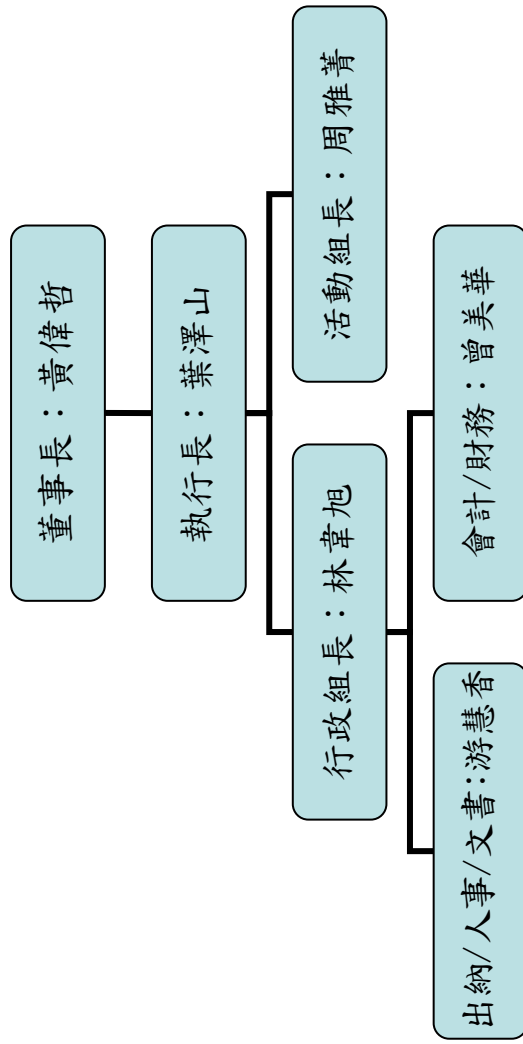 董事長：黃偉哲
執行長：葉澤山
行政組長：林韋旭
活動組長：周雅菁
出納/人事/文書:游慧香
會計/財務：曾美華